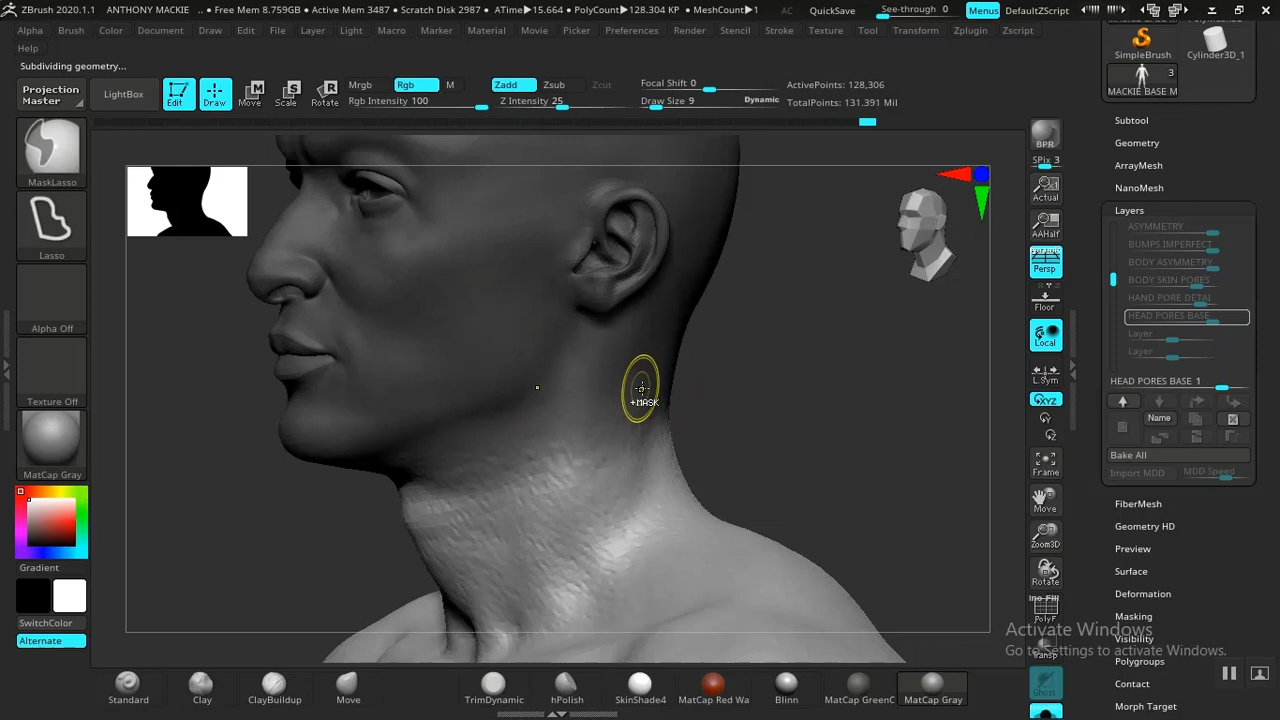 ZBrush 2020.1.1 ANTHONY MACKIE .. • Free Mem 8.759GB • Active Mem 3487 • Scratch Disk 2987 • ATime▶15.664 • PolyCount▶128.304 KP • MeshCount▶1 AC QuickSave See-through 0 Menus DefaultZScript
Alpha Brush Color Document Draw Edit File Layer Light Macro Marker Material Movie Picker Preferences Render Stencil Stroke Texture Tool Transform Zplugin Zscript
Help
Subdividing geometry...
SimpleBrush Cylinder3D_1
3
MACKIE BASE M
Projection Master
LightBox
Edit Draw Move Scale Rotate
Mrgb Rgb M
Rgb Intensity 100
Zadd Zsub Zcut
Z Intensity 25
Focal Shift 0
Draw Size 9 Dynamic
ActivePoints: 128,306
TotalPoints: 131.391 Mil
MaskLasso
Lasso
Alpha Off
Texture Off
MatCap Gray
Gradient
SwitchColor
Alternate
+MASK
BPR
SPix 3
Actual
AAHalf
Persp
Floor
Local
L.Sym
XYZ
Y
Z
Frame
Move
Zoom3D
Rotate
PolyF
Transp
Ghost
Subtool
Geometry
ArrayMesh
NanoMesh
Layers
ASYMMETRY
BUMPS IMPERFECT
BODY ASYMMETRY
BODY SKIN PORES
HAND PORE DETAI
HEAD PORES BASE
Layer
Layer
HEAD PORES BASE 1
Name
Bake All
Import MDD MDD Speed
FiberMesh
Geometry HD
Preview
Surface
Deformation
Masking
Visibility
Polygroups
Contact
Morph Target
Activate Windows
Go to Settings to activate Windows.
Standard Clay ClayBuildup Move TrimDynamic hPolish SkinShade4 MatCap Red Wa Blinn MatCap GreenC MatCap Gray